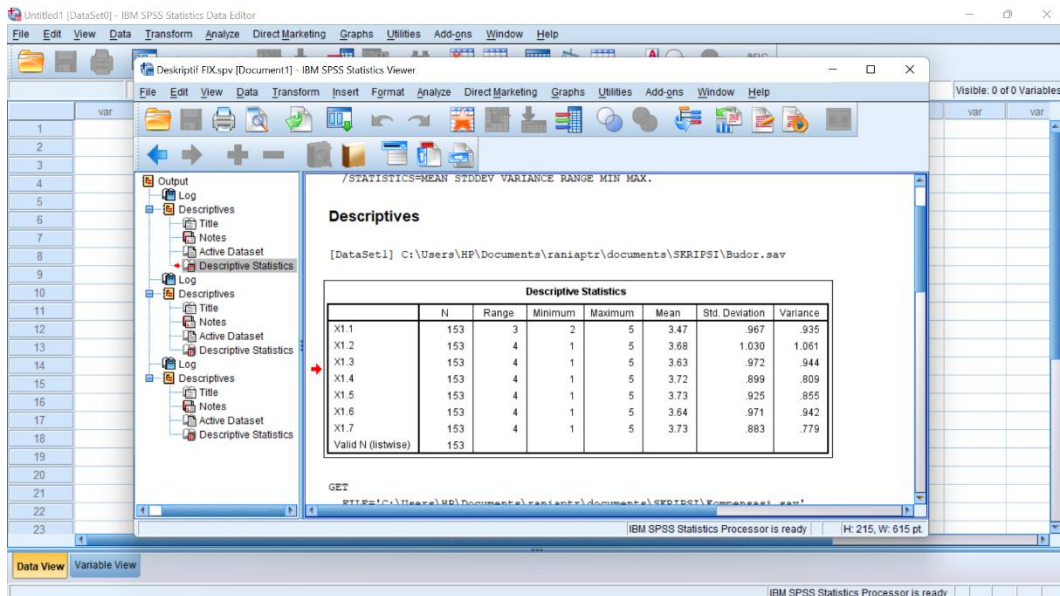 Untitled1 [DataSet0] - IBM SPSS Statistics Data Editor
File Edit View Data Transform Analyze Direct Marketing Graphs Utilities Add-ons Window Help
Visible: 0 of 0 Variables
var var var
1
2
3
4
5
6
7
8
9
10
11
12
13
14
15
16
17
18
19
20
21
22
23
Deskriptif FIX.spv [Document1] - IBM SPSS Statistics Viewer
File Edit View Data Transform Insert Format Analyze Direct Marketing Graphs Utilities Add-ons Window Help
Output
Log
Descriptives
Title
Notes
Active Dataset
Descriptive Statistics
Log
Descriptives
Title
Notes
Active Dataset
Descriptive Statistics
Log
Descriptives
Title
Notes
Active Dataset
Descriptive Statistics
/STATISTICS=MEAN STDDEV VARIANCE RANGE MIN MAX.
Descriptives
[DataSet1] C:\Users\HP\Documents\raniaptr\documents\SKRIPSI\Budor.sav
Descriptive Statistics
N Range Minimum Maximum Mean Std. Deviation Variance
X1.1 153 3 2 5 3.47 .967 .935
X1.2 153 4 1 5 3.68 1.030 1.061
X1.3 153 4 1 5 3.63 .972 .944
X1.4 153 4 1 5 3.72 .899 .809
X1.5 153 4 1 5 3.73 .925 .855
X1.6 153 4 1 5 3.64 .971 .942
X1.7 153 4 1 5 3.73 .883 .779
Valid N (listwise) 153
GET
FILE='C:\Users\HP\Documents\raniaptr\documents\SKRIPSI\Kompensasi.sav'
IBM SPSS Statistics Processor is ready H: 215, W: 615 pt.
Data View Variable View
IBM SPSS Statistics Processor is ready